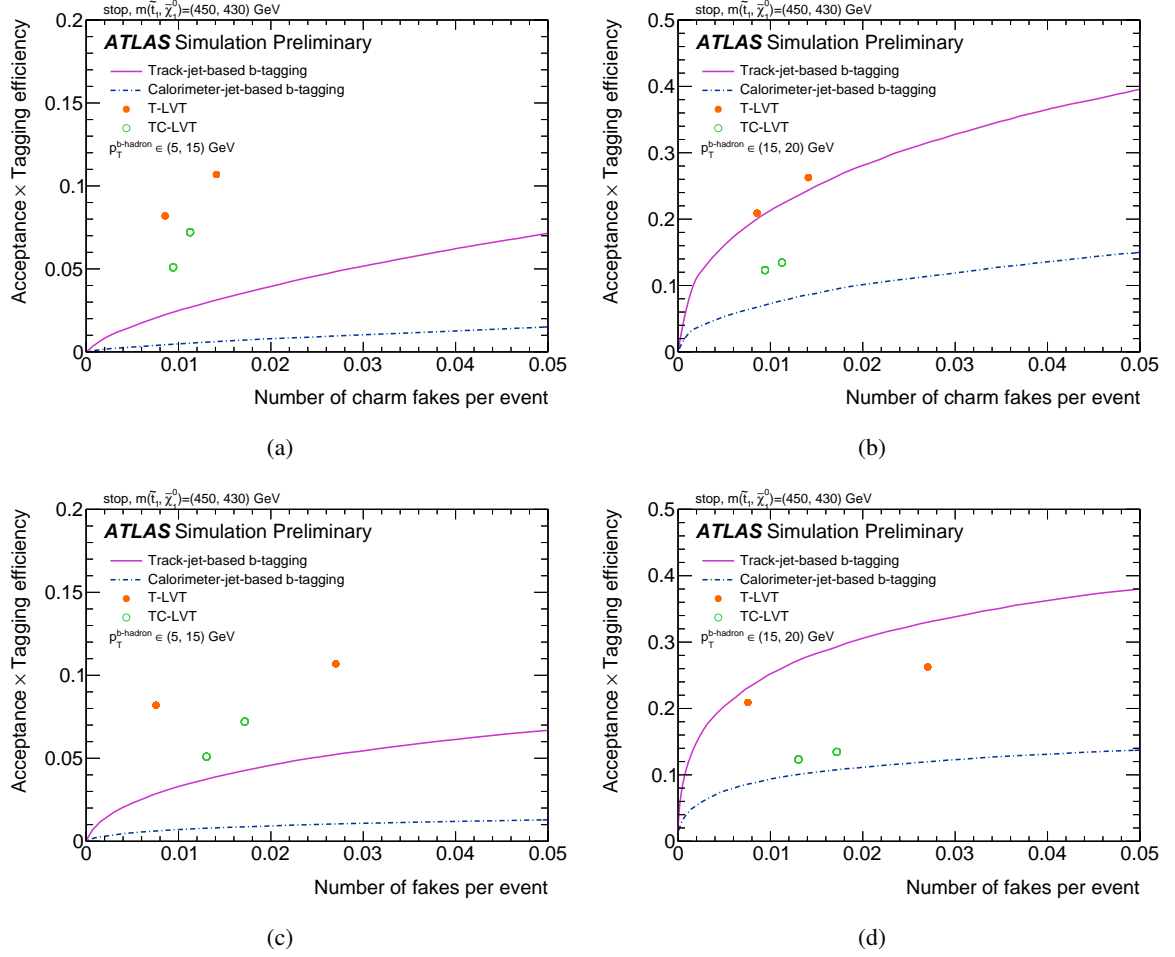 stop, m(t̃₁, χ̃₁⁰)=(450, 430) GeV
ATLAS Simulation Preliminary
Track-jet-based b-tagging
Calorimeter-jet-based b-tagging
T-LVT
TC-LVT
p_T^b-hadron ∈ (5, 15) GeV
Acceptance × Tagging efficiency
0.2
0.15
0.1
0.05
0
0 0.01 0.02 0.03 0.04 0.05
Number of charm fakes per event
(a)
stop, m(t̃₁, χ̃₁⁰)=(450, 430) GeV
ATLAS Simulation Preliminary
Track-jet-based b-tagging
Calorimeter-jet-based b-tagging
T-LVT
TC-LVT
p_T^b-hadron ∈ (15, 20) GeV
Acceptance × Tagging efficiency
0.5
0.4
0.3
0.2
0.1
0
0 0.01 0.02 0.03 0.04 0.05
Number of charm fakes per event
(b)
stop, m(t̃₁, χ̃₁⁰)=(450, 430) GeV
ATLAS Simulation Preliminary
Track-jet-based b-tagging
Calorimeter-jet-based b-tagging
T-LVT
TC-LVT
p_T^b-hadron ∈ (5, 15) GeV
Acceptance × Tagging efficiency
0.2
0.15
0.1
0.05
0
0 0.01 0.02 0.03 0.04 0.05
Number of fakes per event
(c)
stop, m(t̃₁, χ̃₁⁰)=(450, 430) GeV
ATLAS Simulation Preliminary
Track-jet-based b-tagging
Calorimeter-jet-based b-tagging
T-LVT
TC-LVT
p_T^b-hadron ∈ (15, 20) GeV
Acceptance × Tagging efficiency
0.5
0.4
0.3
0.2
0.1
0
0 0.01 0.02 0.03 0.04 0.05
Number of fakes per event
(d)